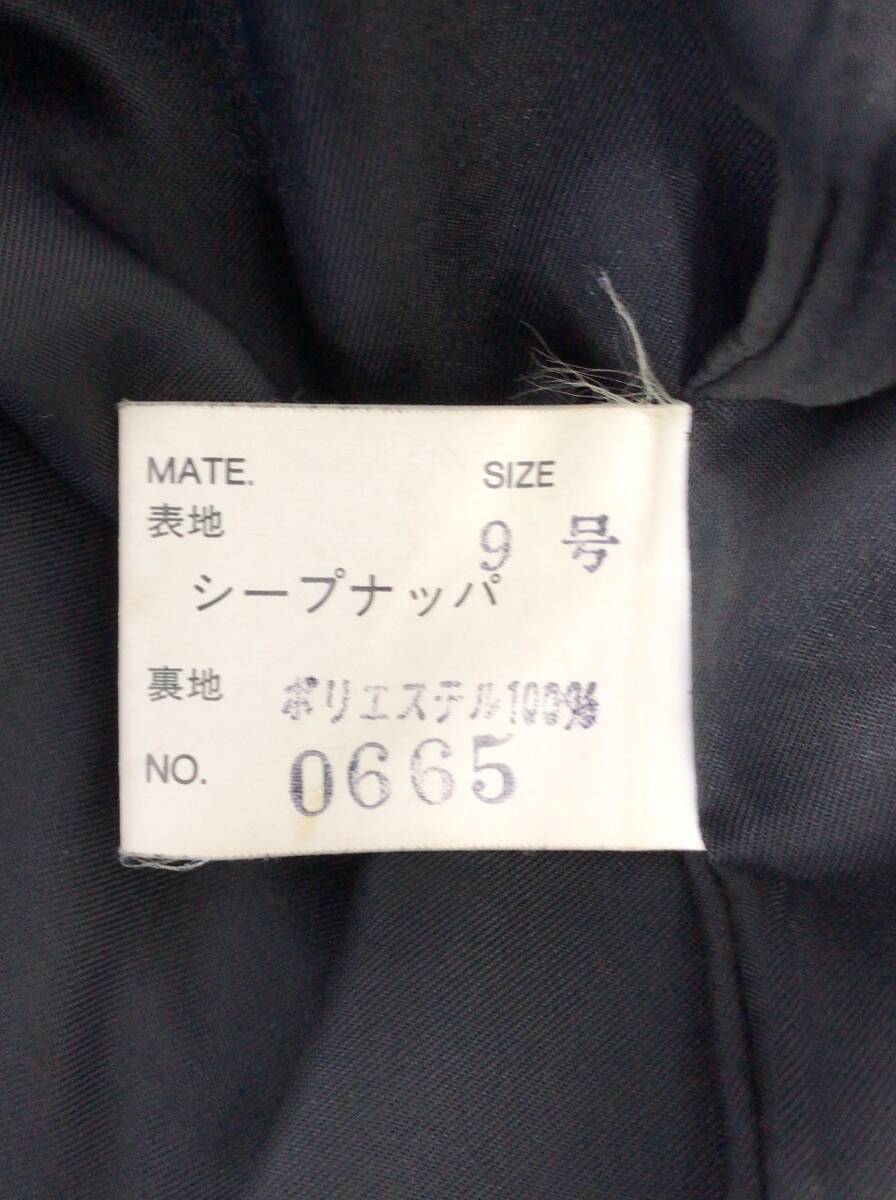 MATE. SIZE
表地 9 号
シープナッパ
裏地 ポリエステル100%
NO. 0665